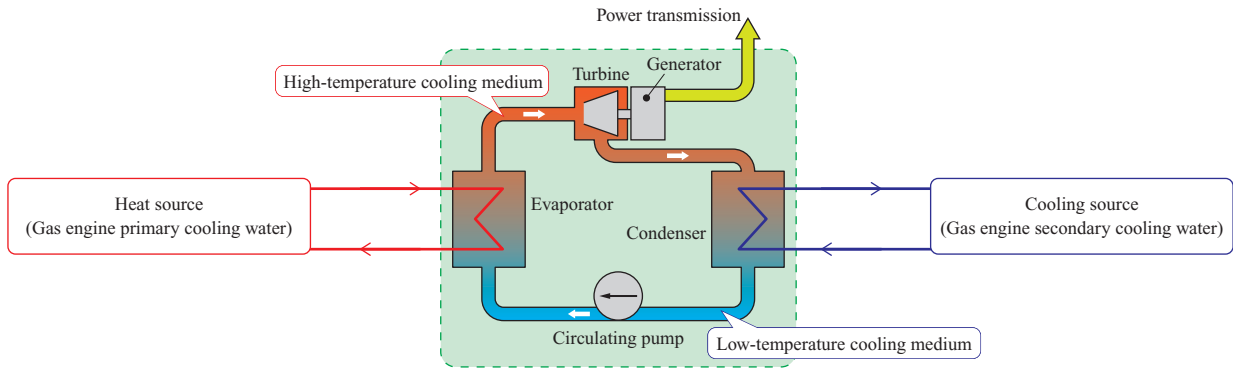 Power transmission
Generator
Turbine
High-temperature cooling medium
Heat source
(Gas engine primary cooling water)
Evaporator
Condenser
Cooling source
(Gas engine secondary cooling water)
Circulating pump
Low-temperature cooling medium